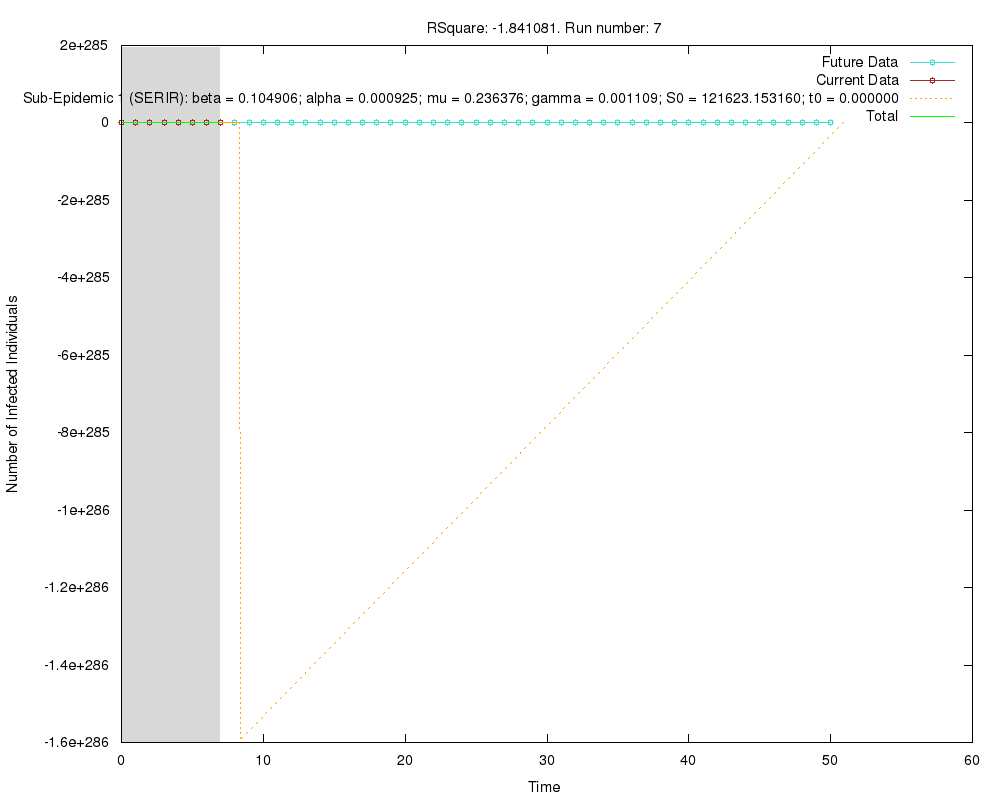 RSquare: -1.841081. Run number: 7
2e+285
Future Data
Current Data
Sub-Epidemic 1 (SERIR): beta = 0.104906; alpha = 0.000925; mu = 0.236376; gamma = 0.001109; S0 = 121623.153160; t0 = 0.000000
Total
0
-2e+285
-4e+285
-6e+285
-8e+285
-1e+286
-1.2e+286
-1.4e+286
-1.6e+286
Number of Infected Individuals
0 10 20 30 40 50 60
Time